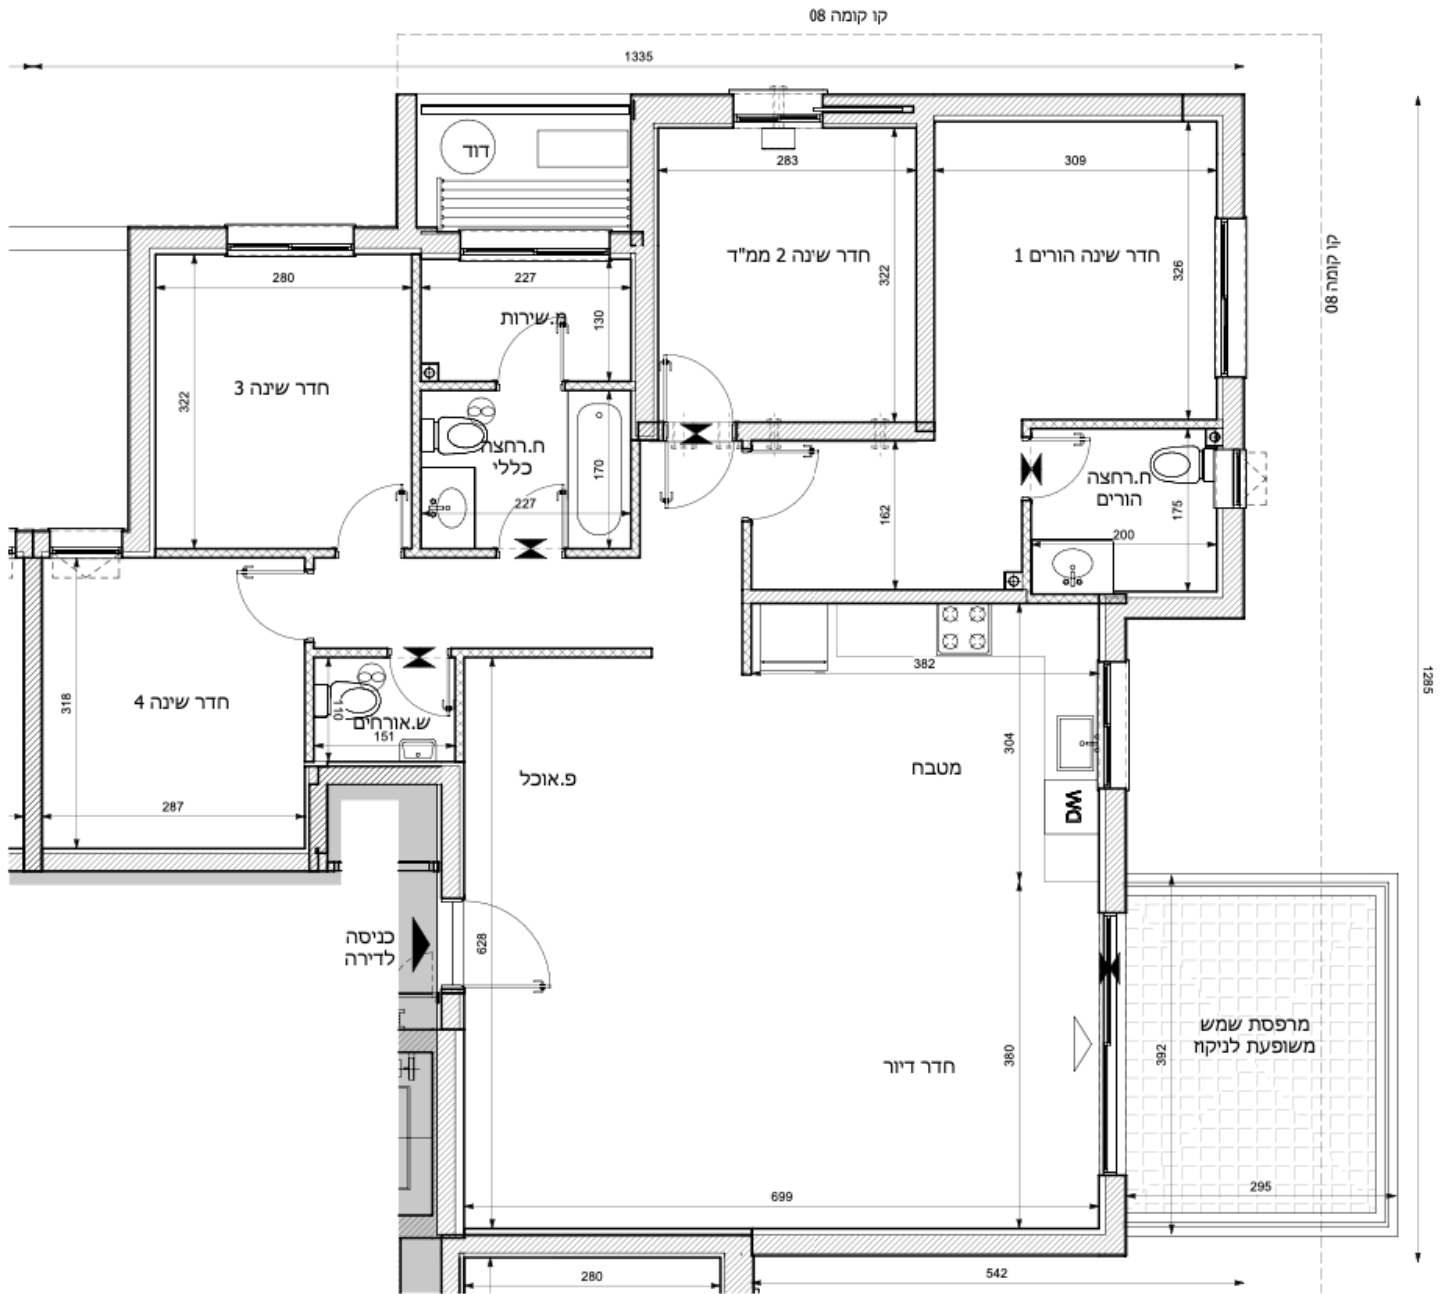 קו קומה 08
1335
דוד
283
309
חדר שינה 2 ממ"ד
322
חדר שינה הורים 1
326
קו קומה 08
1285
280
חדר שינה 3
322
227
מ.שירות
130
ח.רחצה
כללי
170
227
162
ח.רחצה
הורים
175
200
חדר שינה 4
318
287
ש.אורחים
110
151
פ.אוכל
382
304
מטבח
DW
כניסה
לדירה
628
חדר דיור
380
מרפסת שמש
משופעת לניקוז
392
295
699
280
542